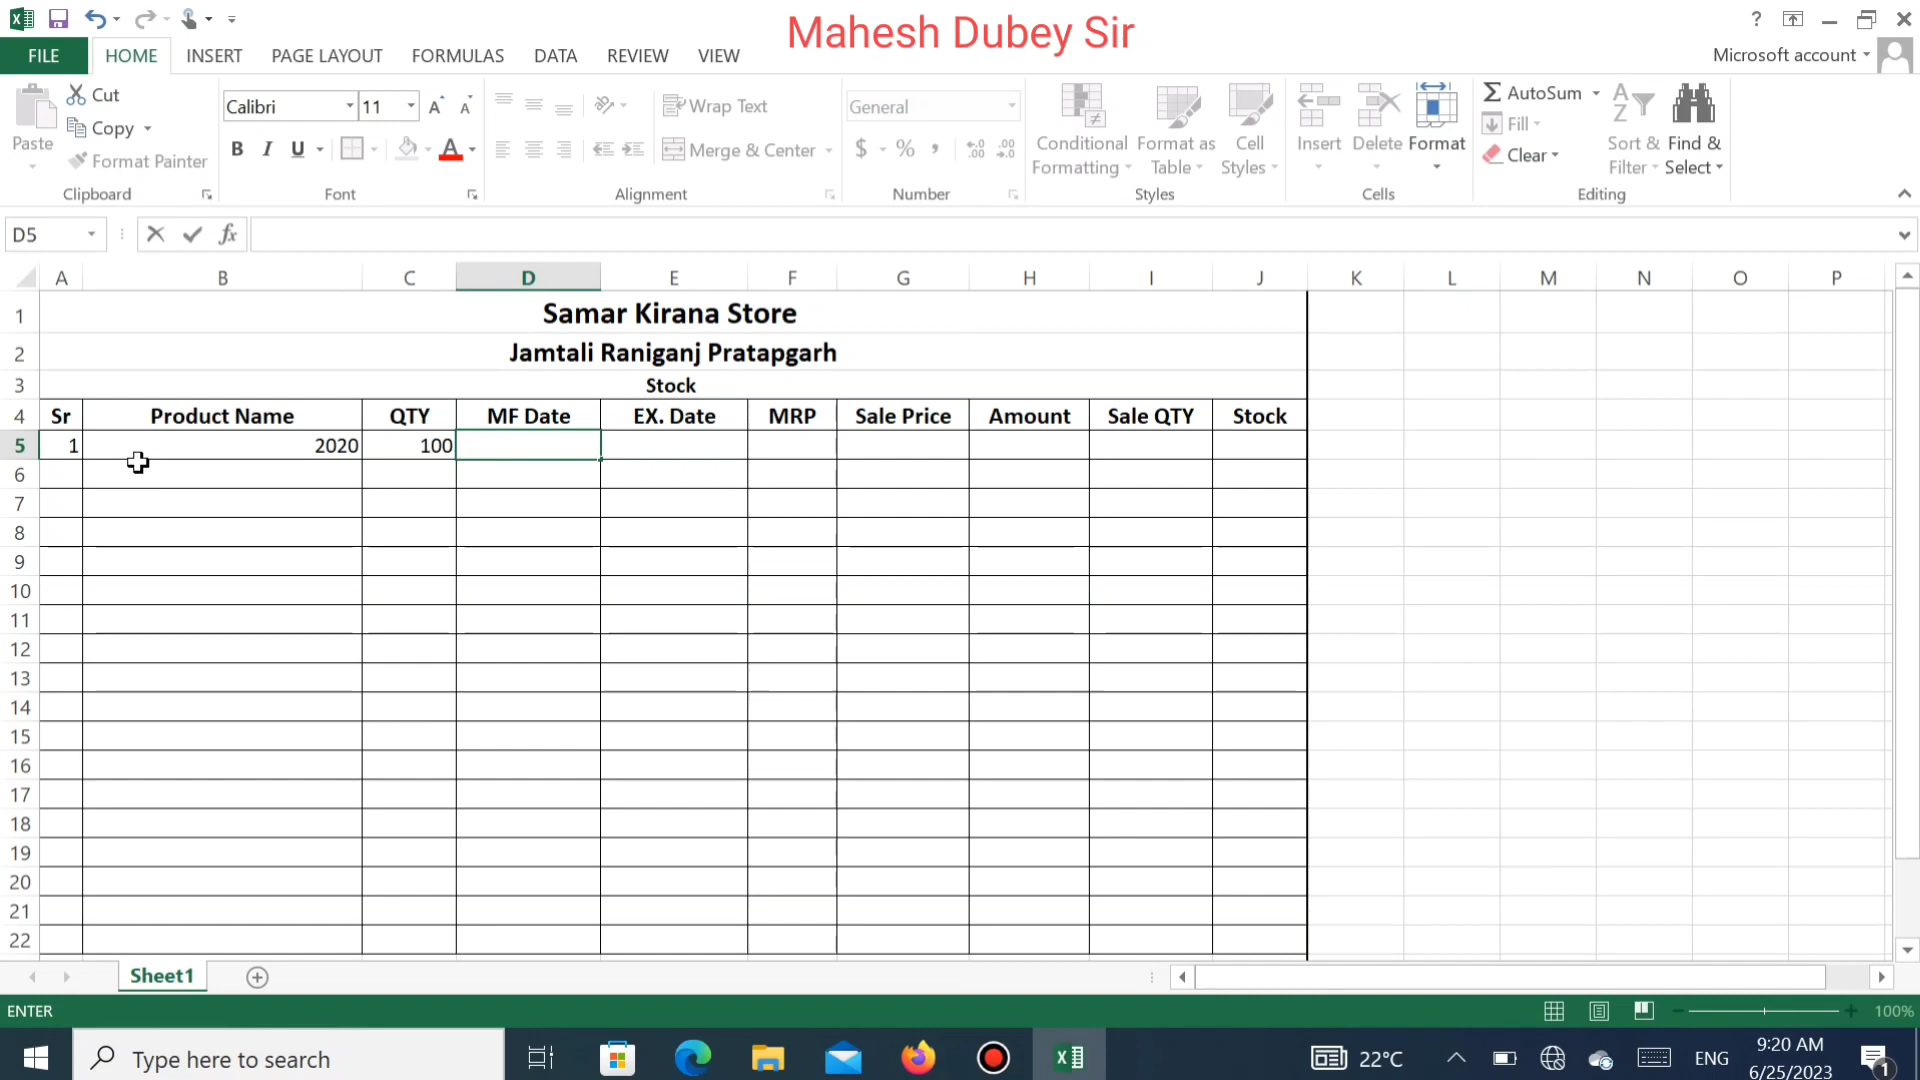 Mahesh Dubey Sir
FILE HOME INSERT PAGE LAYOUT FORMULAS DATA REVIEW VIEW
? Microsoft account
Paste Cut Copy Format Painter Clipboard
Calibri 11 A A B I U A Font
Wrap Text Merge & Center Alignment
General $ % , .00 Number
Conditional Formatting Format as Table Cell Styles Styles
Insert Delete Format Cells
AutoSum Fill Clear Sort & Filter Find & Select Editing
D5 fx
A B C D E F G H I J K L M N O P
1 Samar Kirana Store
2 Jamtali Raniganj Pratapgarh
3 Stock
4 Sr Product Name QTY MF Date EX. Date MRP Sale Price Amount Sale QTY Stock
5 1 2020 100
6
7
8
9
10
11
12
13
14
15
16
17
18
19
20
21
22
Sheet1
ENTER 100%
Type here to search 22°C ENG 9:20 AM
6/25/2023 1